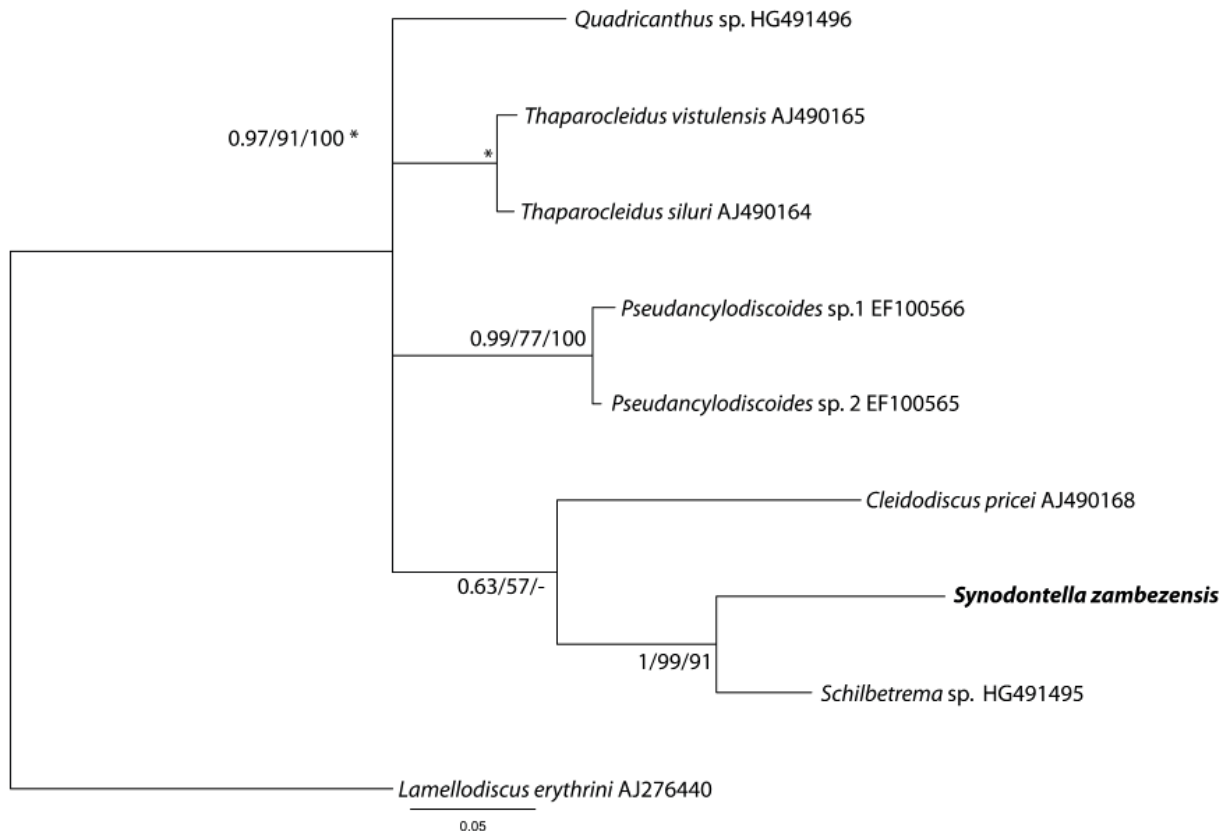 Quadricanthus sp. HG491496
Thaparocleidus vistulensis AJ490165
0.97/91/100 *
*
Thaparocleidus siluri AJ490164
Pseudancylodiscoides sp.1 EF100566
0.99/77/100
Pseudancylodiscoides sp. 2 EF100565
Cleidodiscus pricei AJ490168
0.63/57/-
Synodontella zambezensis
1/99/91
Schilbetrema sp. HG491495
Lamellodiscus erythrini AJ276440
0.05